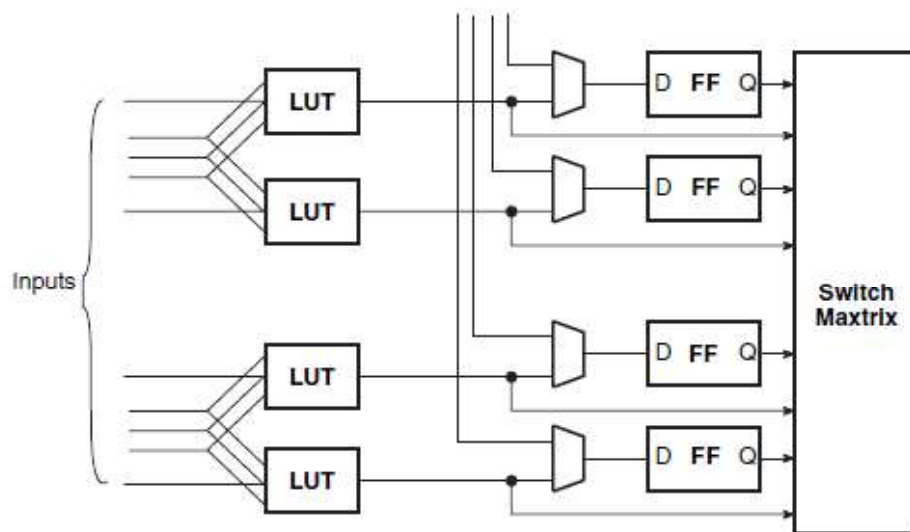 LUT
D FF Q
LUT
D FF Q
Inputs
Switch
Maxtrix
LUT
D FF Q
LUT
D FF Q